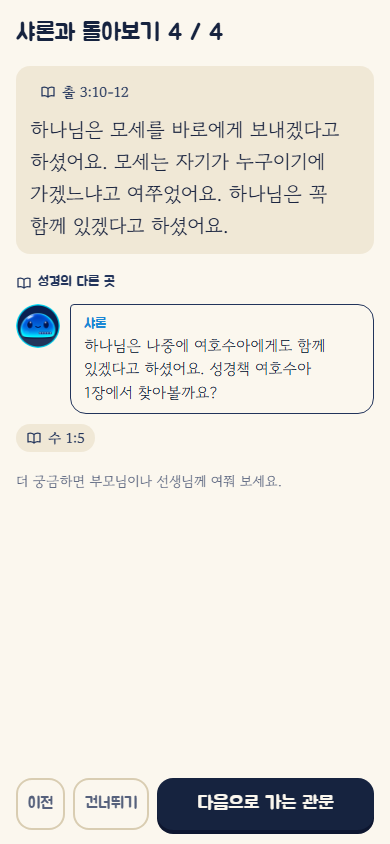 샤론과 돌아보기 4 / 4
출 3:10-12
하나님은 모세를 바로에게 보내겠다고
하셨어요. 모세는 자기가 누구이기에
가겠느냐고 여쭈었어요. 하나님은 꼭
함께 있겠다고 하셨어요.
성경의 다른 곳
샤론
하나님은 나중에 여호수아에게도 함께
있겠다고 하셨어요. 성경책 여호수아
1장에서 찾아볼까요?
수 1:5
더 궁금하면 부모님이나 선생님께 여쭤 보세요.
이전
건너뛰기
다음으로 가는 관문